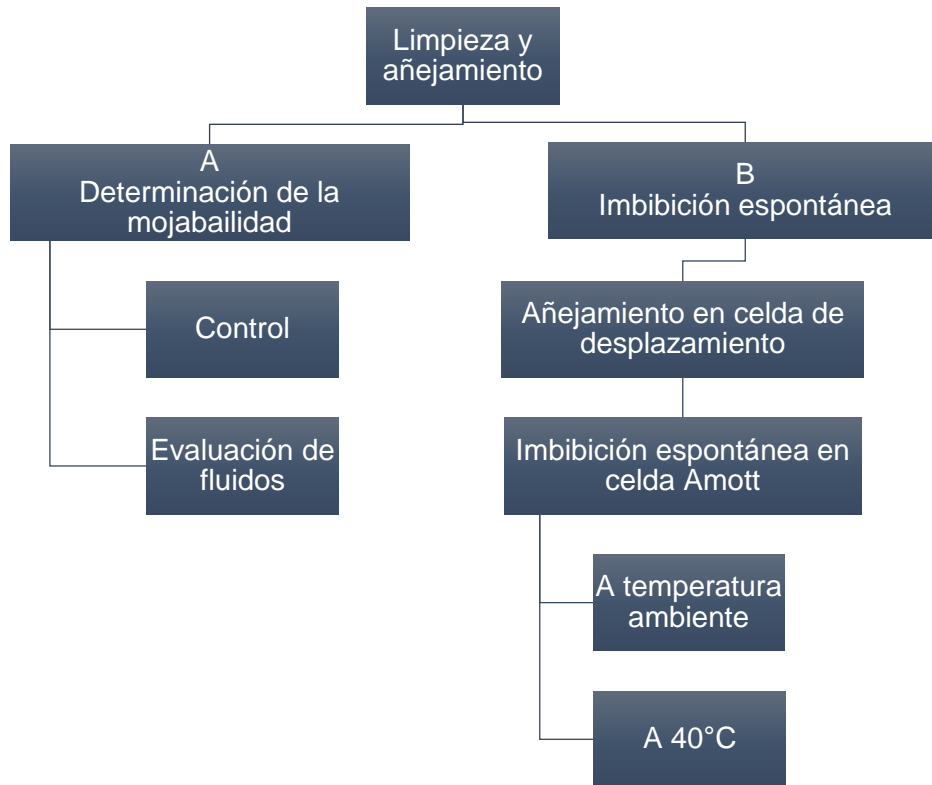 Limpieza y
añejamiento
A
Determinación de la
mojabailidad
Control
Evaluación de
fluidos
B
Imbibición espontánea
Añejamiento en celda de
desplazamiento
Imbibición espontánea en
celda Amott
A temperatura
ambiente
A 40°C